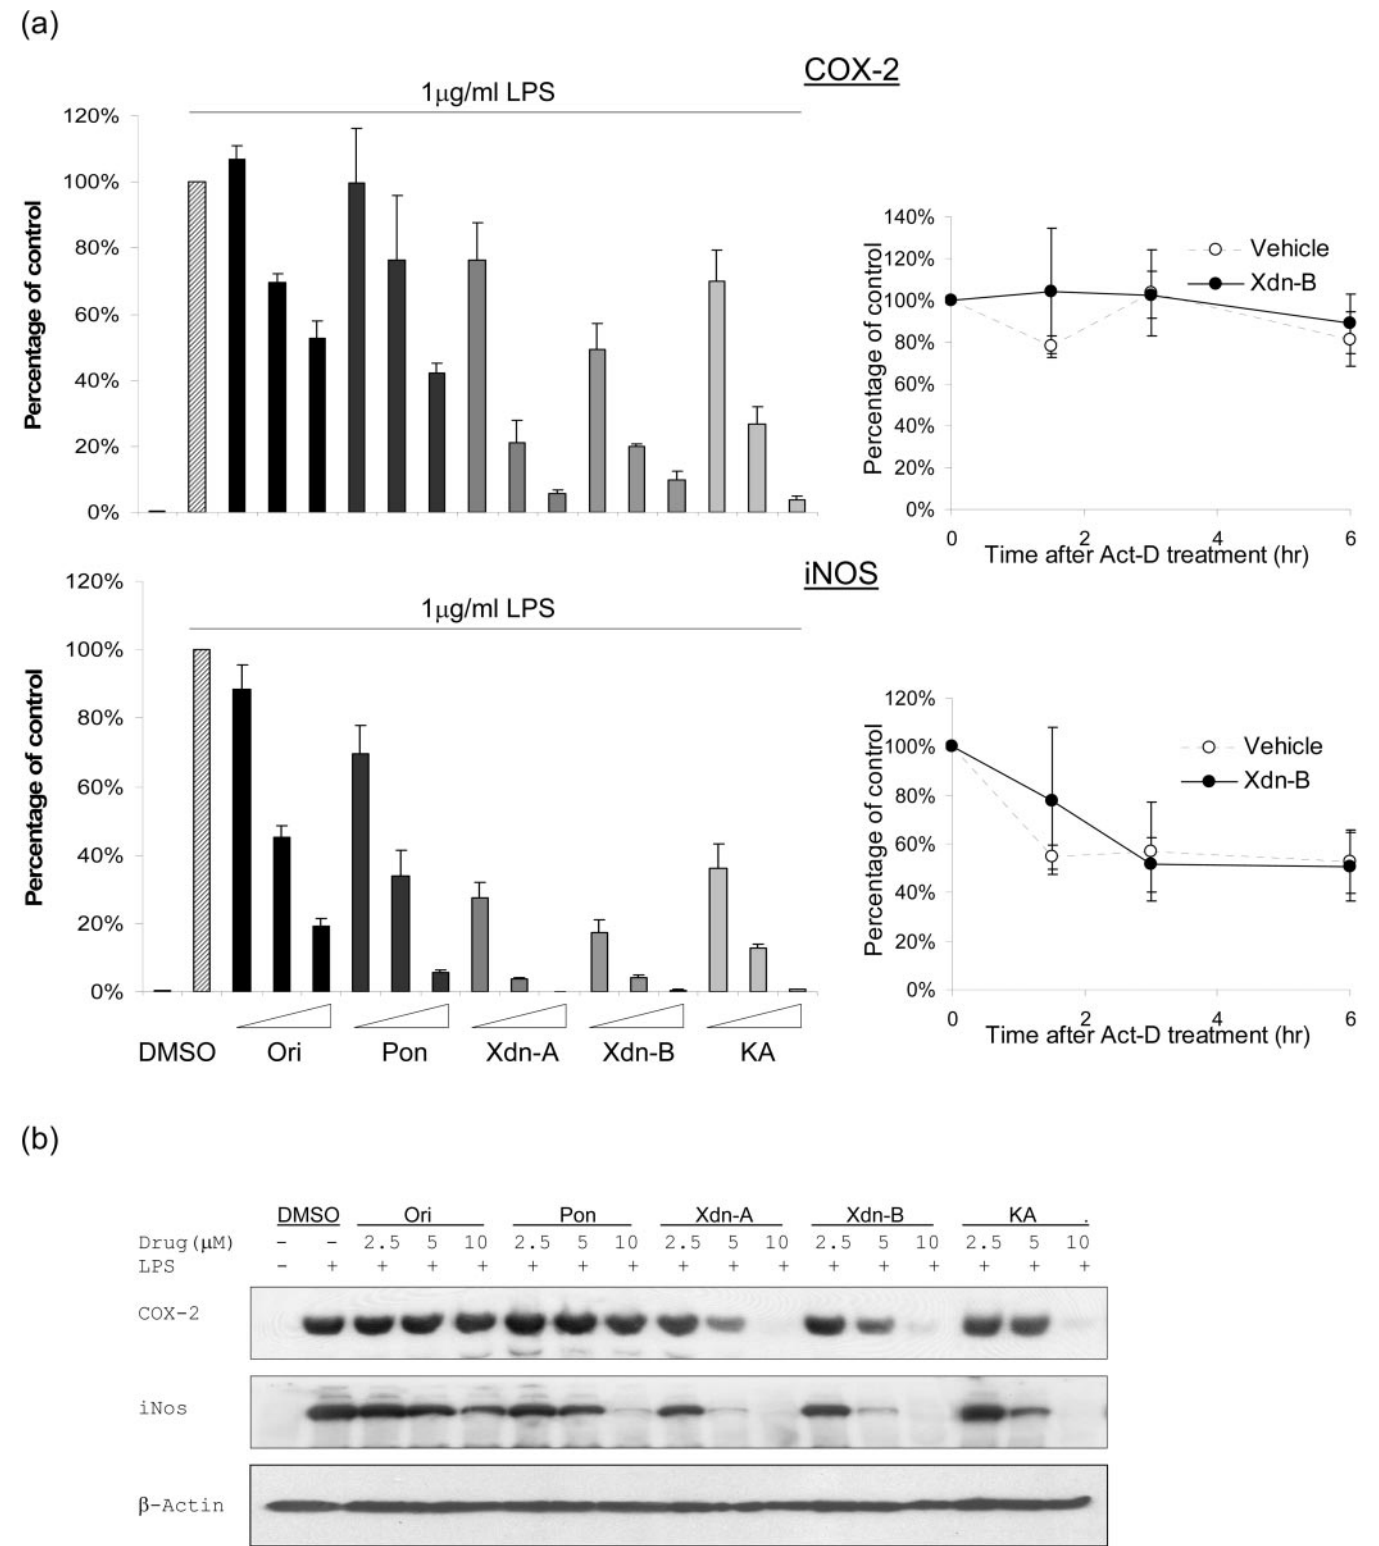 (a)
COX-2
1μg/ml LPS
120%
100%
80%
60%
40%
20%
0%
Percentage of control
140%
120%
100%
80%
60%
40%
20%
0%
Percentage of control
Vehicle
Xdn-B
0 2 4 6
Time after Act-D treatment (hr)
iNOS
1μg/ml LPS
120%
100%
80%
60%
40%
20%
0%
Percentage of control
DMSO Ori Pon Xdn-A Xdn-B KA
120%
100%
80%
60%
40%
20%
0%
Percentage of control
Vehicle
Xdn-B
0 2 4 6
Time after Act-D treatment (hr)
(b)
DMSO Ori Pon Xdn-A Xdn-B KA .
Drug (μM) - - 2.5 5 10 2.5 5 10 2.5 5 10 2.5 5 10 2.5 5 10
LPS - + + + + + + + + + + + + + + + +
COX-2
iNos
β-Actin